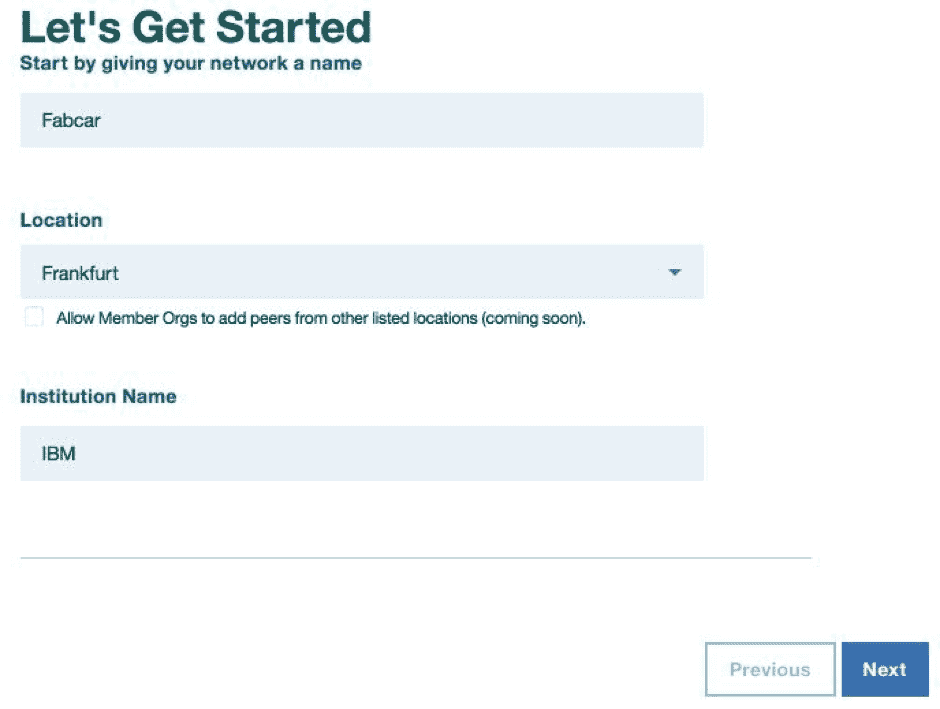 Let's Get Started
Start by giving your network a name
Fabcar
Location
Frankfurt
Allow Member Orgs to add peers from other listed locations (coming soon).
Institution Name
IBM
Previous
Next